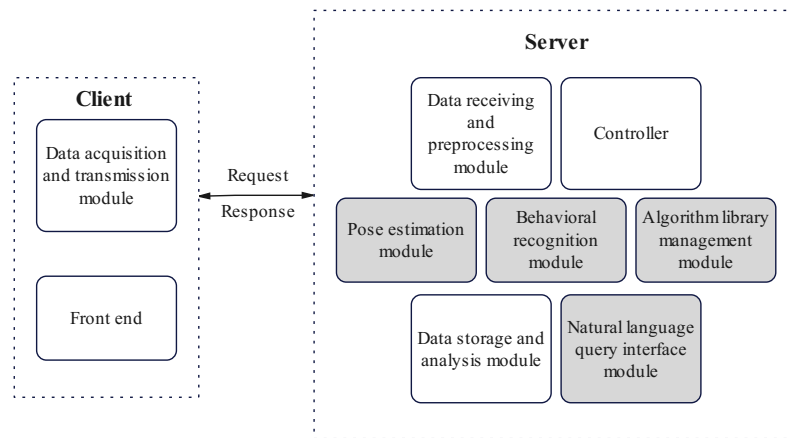 Client
Data acquisition
and transmission
module
Front end
Request
Response
Server
Data receiving
and
preprocessing
module
Controller
Pose estimation
module
Behavioral
recognition
module
Algorithm library
management
module
Data storage and
analysis module
Natural language
query interface
module